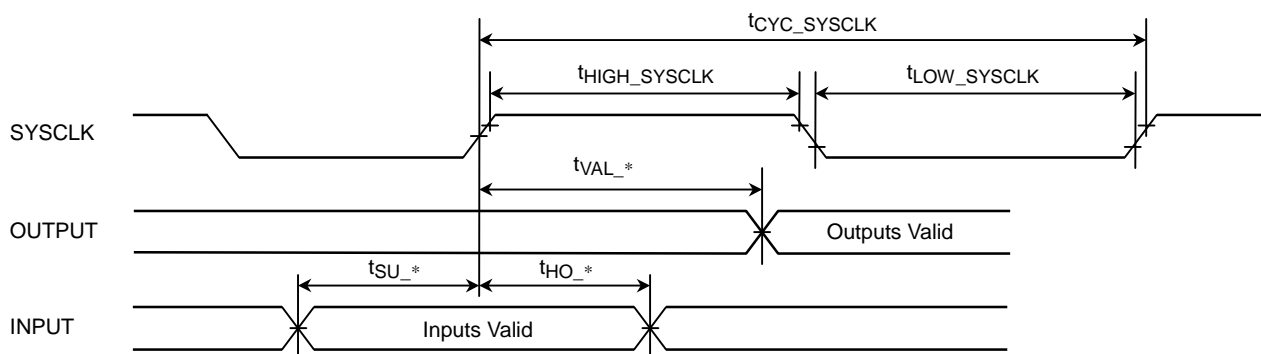 tCYC_SYSCLK
tHIGH_SYSCLK
tLOW_SYSCLK
SYSCLK
tVAL_*
OUTPUT
Outputs Valid
tSU_*
tHO_*
INPUT
Inputs Valid